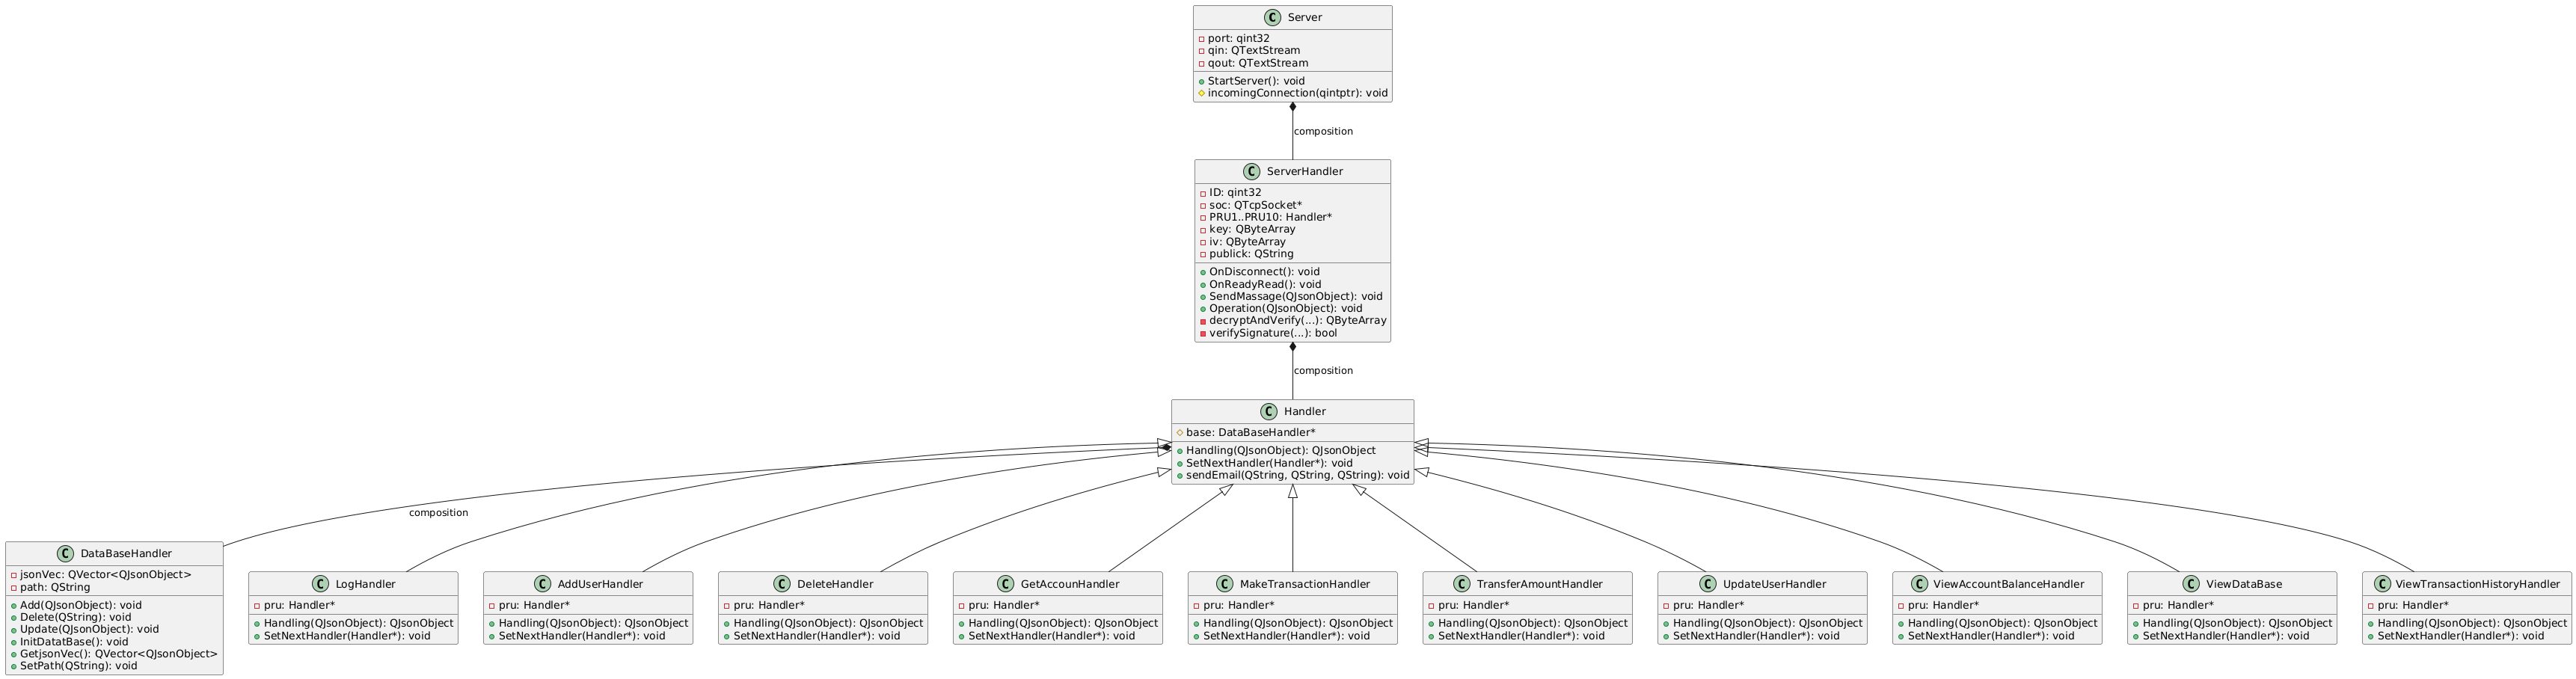 C Server
port: qint32
qin: QTextStream
qout: QTextStream
StartServer(): void
incomingConnection(qintptr): void
composition
C ServerHandler
ID: qint32
soc: QTcpSocket*
PRU1..PRU10: Handler*
key: QByteArray
iv: QByteArray
publick: QString
OnDisconnect(): void
OnReadyRead(): void
SendMassage(QJsonObject): void
Operation(QJsonObject): void
decryptAndVerify(...): QByteArray
verifySignature(...): bool
composition
C Handler
base: DataBaseHandler*
Handling(QJsonObject): QJsonObject
SetNextHandler(Handler*): void
sendEmail(QString, QString, QString): void
composition
C DataBaseHandler
jsonVec: QVector<QJsonObject>
path: QString
Add(QJsonObject): void
Delete(QString): void
Update(QJsonObject): void
InitDatatBase(): void
GetjsonVec(): QVector<QJsonObject>
SetPath(QString): void
C LogHandler
pru: Handler*
Handling(QJsonObject): QJsonObject
SetNextHandler(Handler*): void
C AddUserHandler
pru: Handler*
Handling(QJsonObject): QJsonObject
SetNextHandler(Handler*): void
C DeleteHandler
pru: Handler*
Handling(QJsonObject): QJsonObject
SetNextHandler(Handler*): void
C GetAccounHandler
pru: Handler*
Handling(QJsonObject): QJsonObject
SetNextHandler(Handler*): void
C MakeTransactionHandler
pru: Handler*
Handling(QJsonObject): QJsonObject
SetNextHandler(Handler*): void
C TransferAmountHandler
pru: Handler*
Handling(QJsonObject): QJsonObject
SetNextHandler(Handler*): void
C UpdateUserHandler
pru: Handler*
Handling(QJsonObject): QJsonObject
SetNextHandler(Handler*): void
C ViewAccountBalanceHandler
pru: Handler*
Handling(QJsonObject): QJsonObject
SetNextHandler(Handler*): void
C ViewDataBase
pru: Handler*
Handling(QJsonObject): QJsonObject
SetNextHandler(Handler*): void
C ViewTransactionHistoryHandler
pru: Handler*
Handling(QJsonObject): QJsonObject
SetNextHandler(Handler*): void